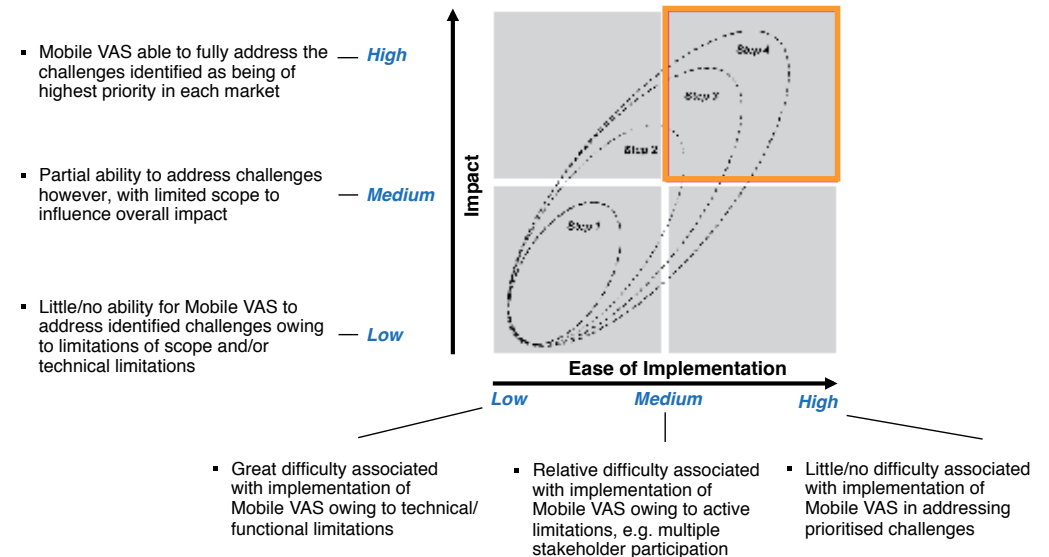 ▪ Mobile VAS able to fully address the
challenges identified as being of
highest priority in each market
High
▪ Partial ability to address challenges
however, with limited scope to
influence overall impact
Medium
▪ Little/no ability for Mobile VAS to
address identified challenges owing
to limitations of scope and/or
technical limitations
Low
Impact
Step 4
Step 3
Step 2
Step 1
Ease of Implementation
Low
Medium
High
▪ Great difficulty associated
with implementation of
Mobile VAS owing to technical/
functional limitations
▪ Relative difficulty associated
with implementation of
Mobile VAS owing to active
limitations, e.g. multiple
stakeholder participation
▪ Little/no difficulty associated
with implementation of
Mobile VAS in addressing
prioritised challenges